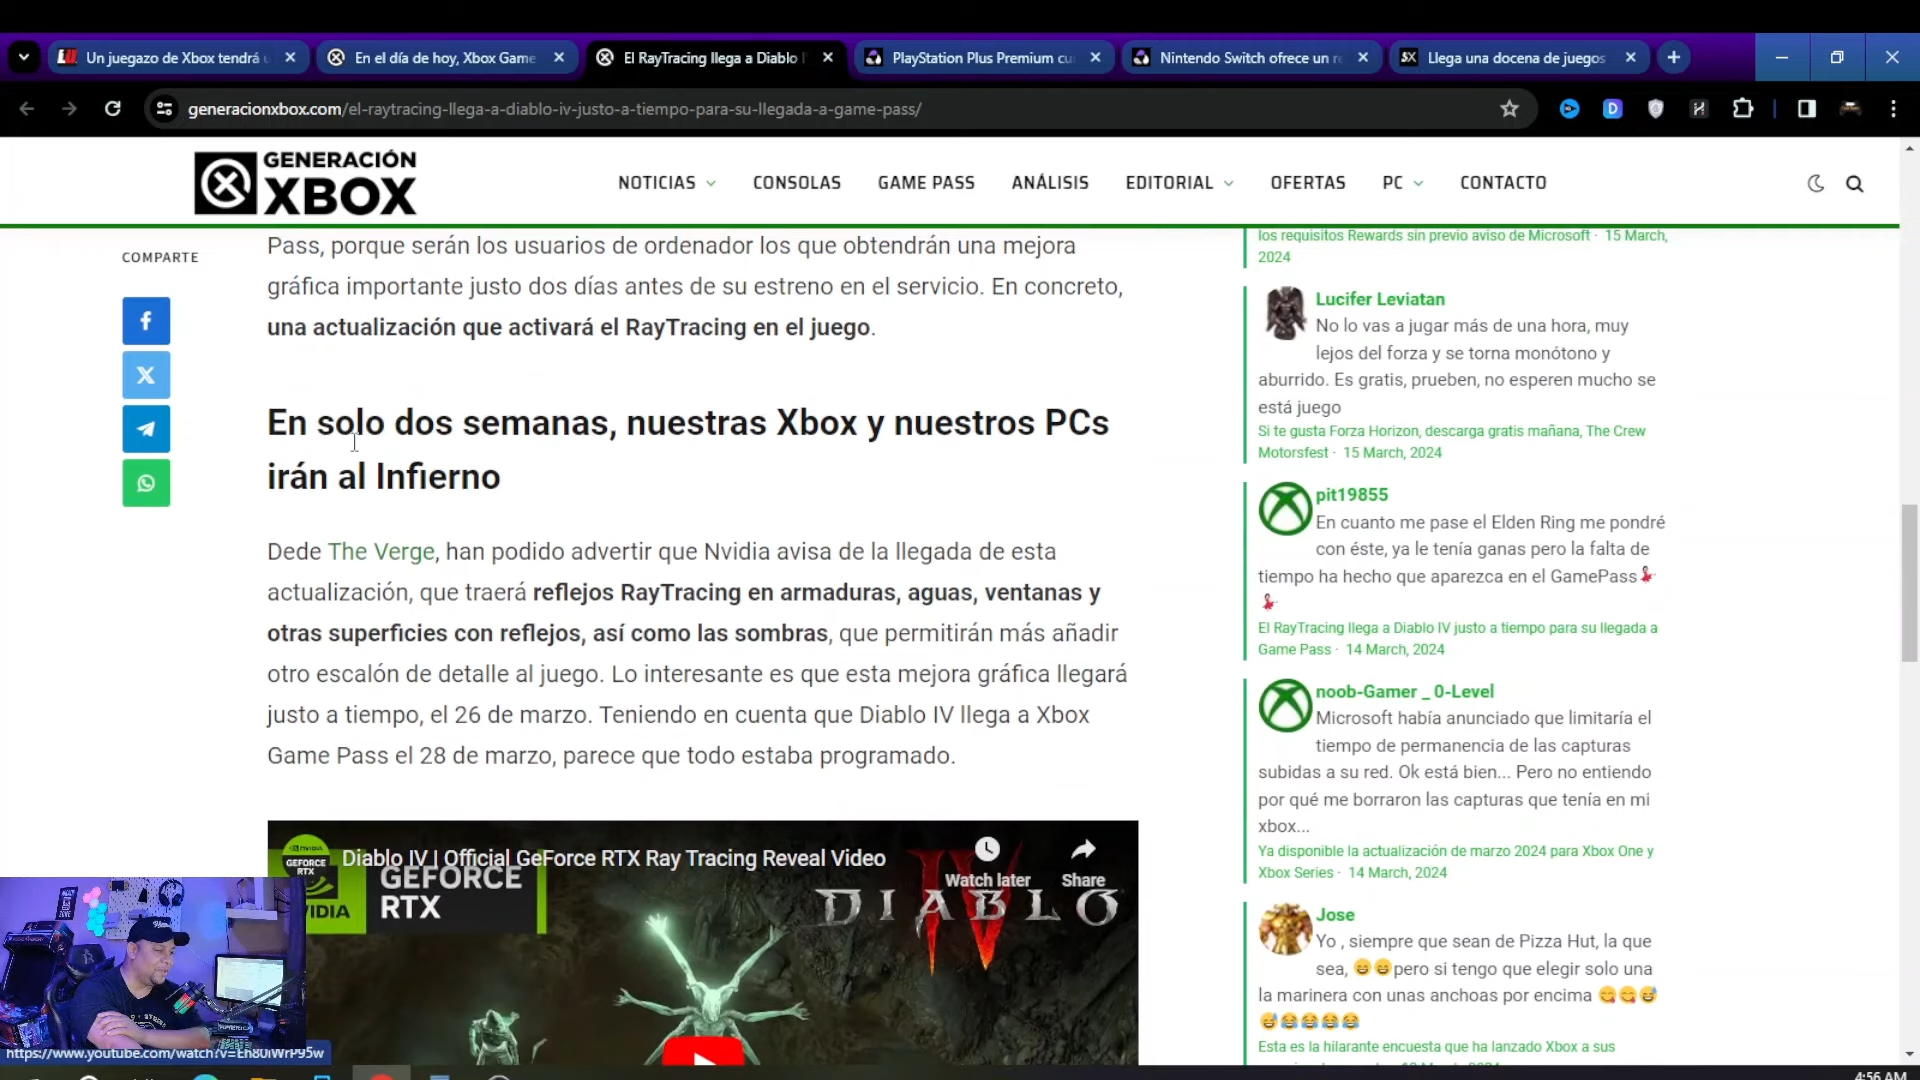 Un juegazo de Xbox tendrá
En el día de hoy, Xbox Game
El RayTracing llega a Diablo
PlayStation Plus Premium cu
Nintendo Switch ofrece un re
Llega una docena de juegos
generacionxbox.com/el-raytracing-llega-a-diablo-iv-justo-a-tiempo-para-su-llegada-a-game-pass/
GENERACIÓN
XBOX
NOTICIAS
CONSOLAS
GAME PASS
ANÁLISIS
EDITORIAL
OFERTAS
PC
CONTACTO
COMPARTE
Pass, porque serán los usuarios de ordenador los que obtendrán una mejora
gráfica importante justo dos días antes de su estreno en el servicio. En concreto,
una actualización que activará el RayTracing en el juego.
En solo dos semanas, nuestras Xbox y nuestros PCs
irán al Infierno
Dede The Verge, han podido advertir que Nvidia avisa de la llegada de esta
actualización, que traerá reflejos RayTracing en armaduras, aguas, ventanas y
otras superficies con reflejos, así como las sombras, que permitirán más añadir
otro escalón de detalle al juego. Lo interesante es que esta mejora gráfica llegará
justo a tiempo, el 26 de marzo. Teniendo en cuenta que Diablo IV llega a Xbox
Game Pass el 28 de marzo, parece que todo estaba programado.
Diablo IV | Official GeForce RTX Ray Tracing Reveal Video
Watch later
Share
NVIDIA
GEFORCE
RTX
GEFORCE
RTX
DIABLO
IV
los requisitos Rewards sin previo aviso de Microsoft · 15 March,
2024
Lucifer Leviatan
No lo vas a jugar más de una hora, muy
lejos del forza y se torna monótono y
aburrido. Es gratis, prueben, no esperen mucho se
está juego
Si te gusta Forza Horizon, descarga gratis mañana, The Crew
Motorsfest · 15 March, 2024
pit19855
En cuanto me pase el Elden Ring me pondré
con éste, ya le tenía ganas pero la falta de
tiempo ha hecho que aparezca en el GamePass💃
💃
El RayTracing llega a Diablo IV justo a tiempo para su llegada a
Game Pass · 14 March, 2024
noob-Gamer _ 0-Level
Microsoft había anunciado que limitaría el
tiempo de permanencia de las capturas
subidas a su red. Ok está bien... Pero no entiendo
por qué me borraron las capturas que tenía en mi
xbox...
Ya disponible la actualización de marzo 2024 para Xbox One y
Xbox Series · 14 March, 2024
Jose
Yo , siempre que sean de Pizza Hut, la que
sea, 😄😄pero si tengo que elegir solo una
la marinera con unas anchoas por encima 😋😋😅
😅😂😂😂😂
Esta es la hilarante encuesta que ha lanzado Xbox a sus
https://www.youtube.com/watch?v=Eh80iWrP95w
4:56 AM